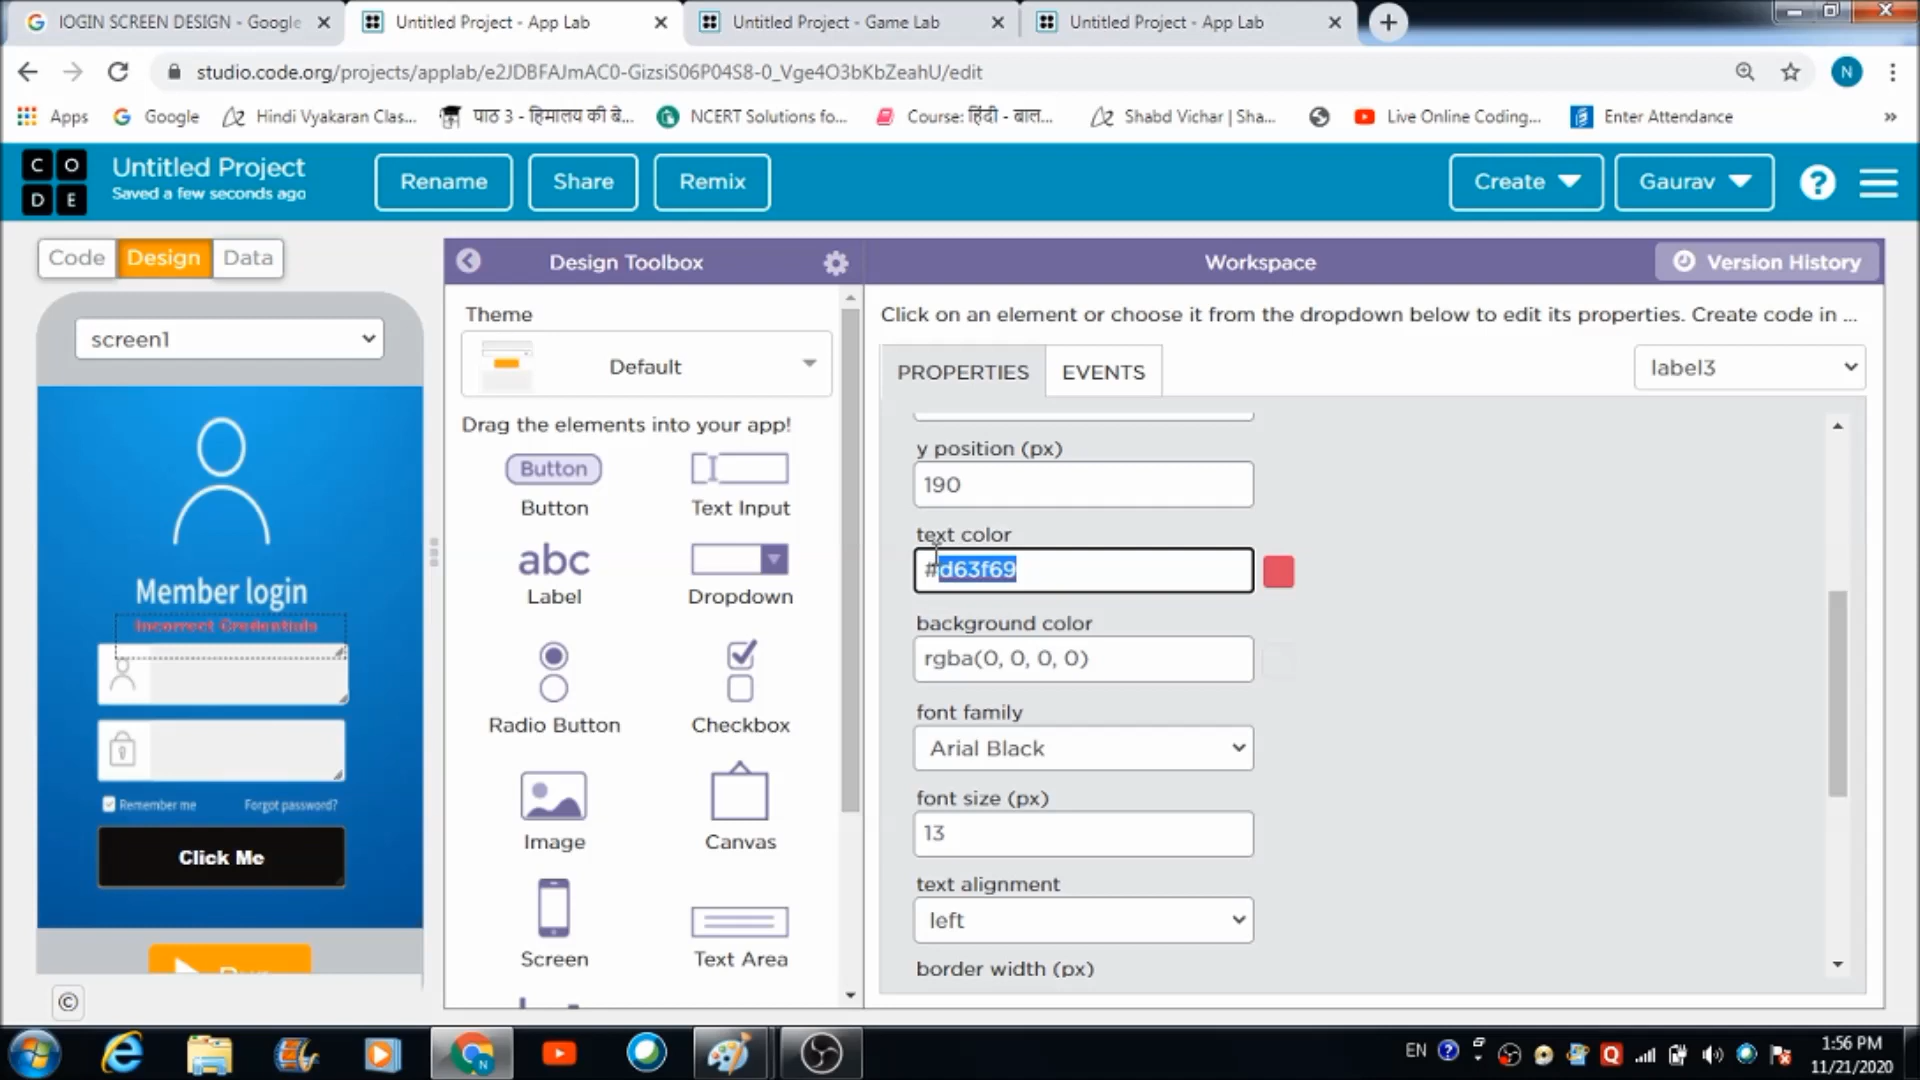 IOGIN SCREEN DESIGN - Google
Untitled Project - App Lab
Untitled Project - Game Lab
Untitled Project - App Lab
studio.code.org/projects/applab/e2JDBFAJmAC0-GizsiS06P04S8-0_Vge4O3bKbZeahU/edit
N
Apps
Google
Hindi Vyakaran Clas...
पाठ 3 - हिमालय की बे...
NCERT Solutions fo...
Course: हिंदी - बाल...
Shabd Vichar | Sha...
Live Online Coding...
Enter Attendance
»
C O
D E
Untitled Project
Saved a few seconds ago
Rename
Share
Remix
Create
Gaurav
?
Code
Design
Data
Design Toolbox
Workspace
Version History
screen1
Member login
Incorrect Credentials
Remember me
Forgot password?
Click Me
Run
©
Theme
Default
Drag the elements into your app!
Button
Button
Text Input
abc
Label
Dropdown
Radio Button
Checkbox
Image
Canvas
Screen
Text Area
Click on an element or choose it from the dropdown below to edit its properties. Create code in ...
PROPERTIES
EVENTS
label3
y position (px)
190
text color
#d63f69
background color
rgba(0, 0, 0, 0)
font family
Arial Black
font size (px)
13
text alignment
left
border width (px)
EN
1:56 PM
11/21/2020